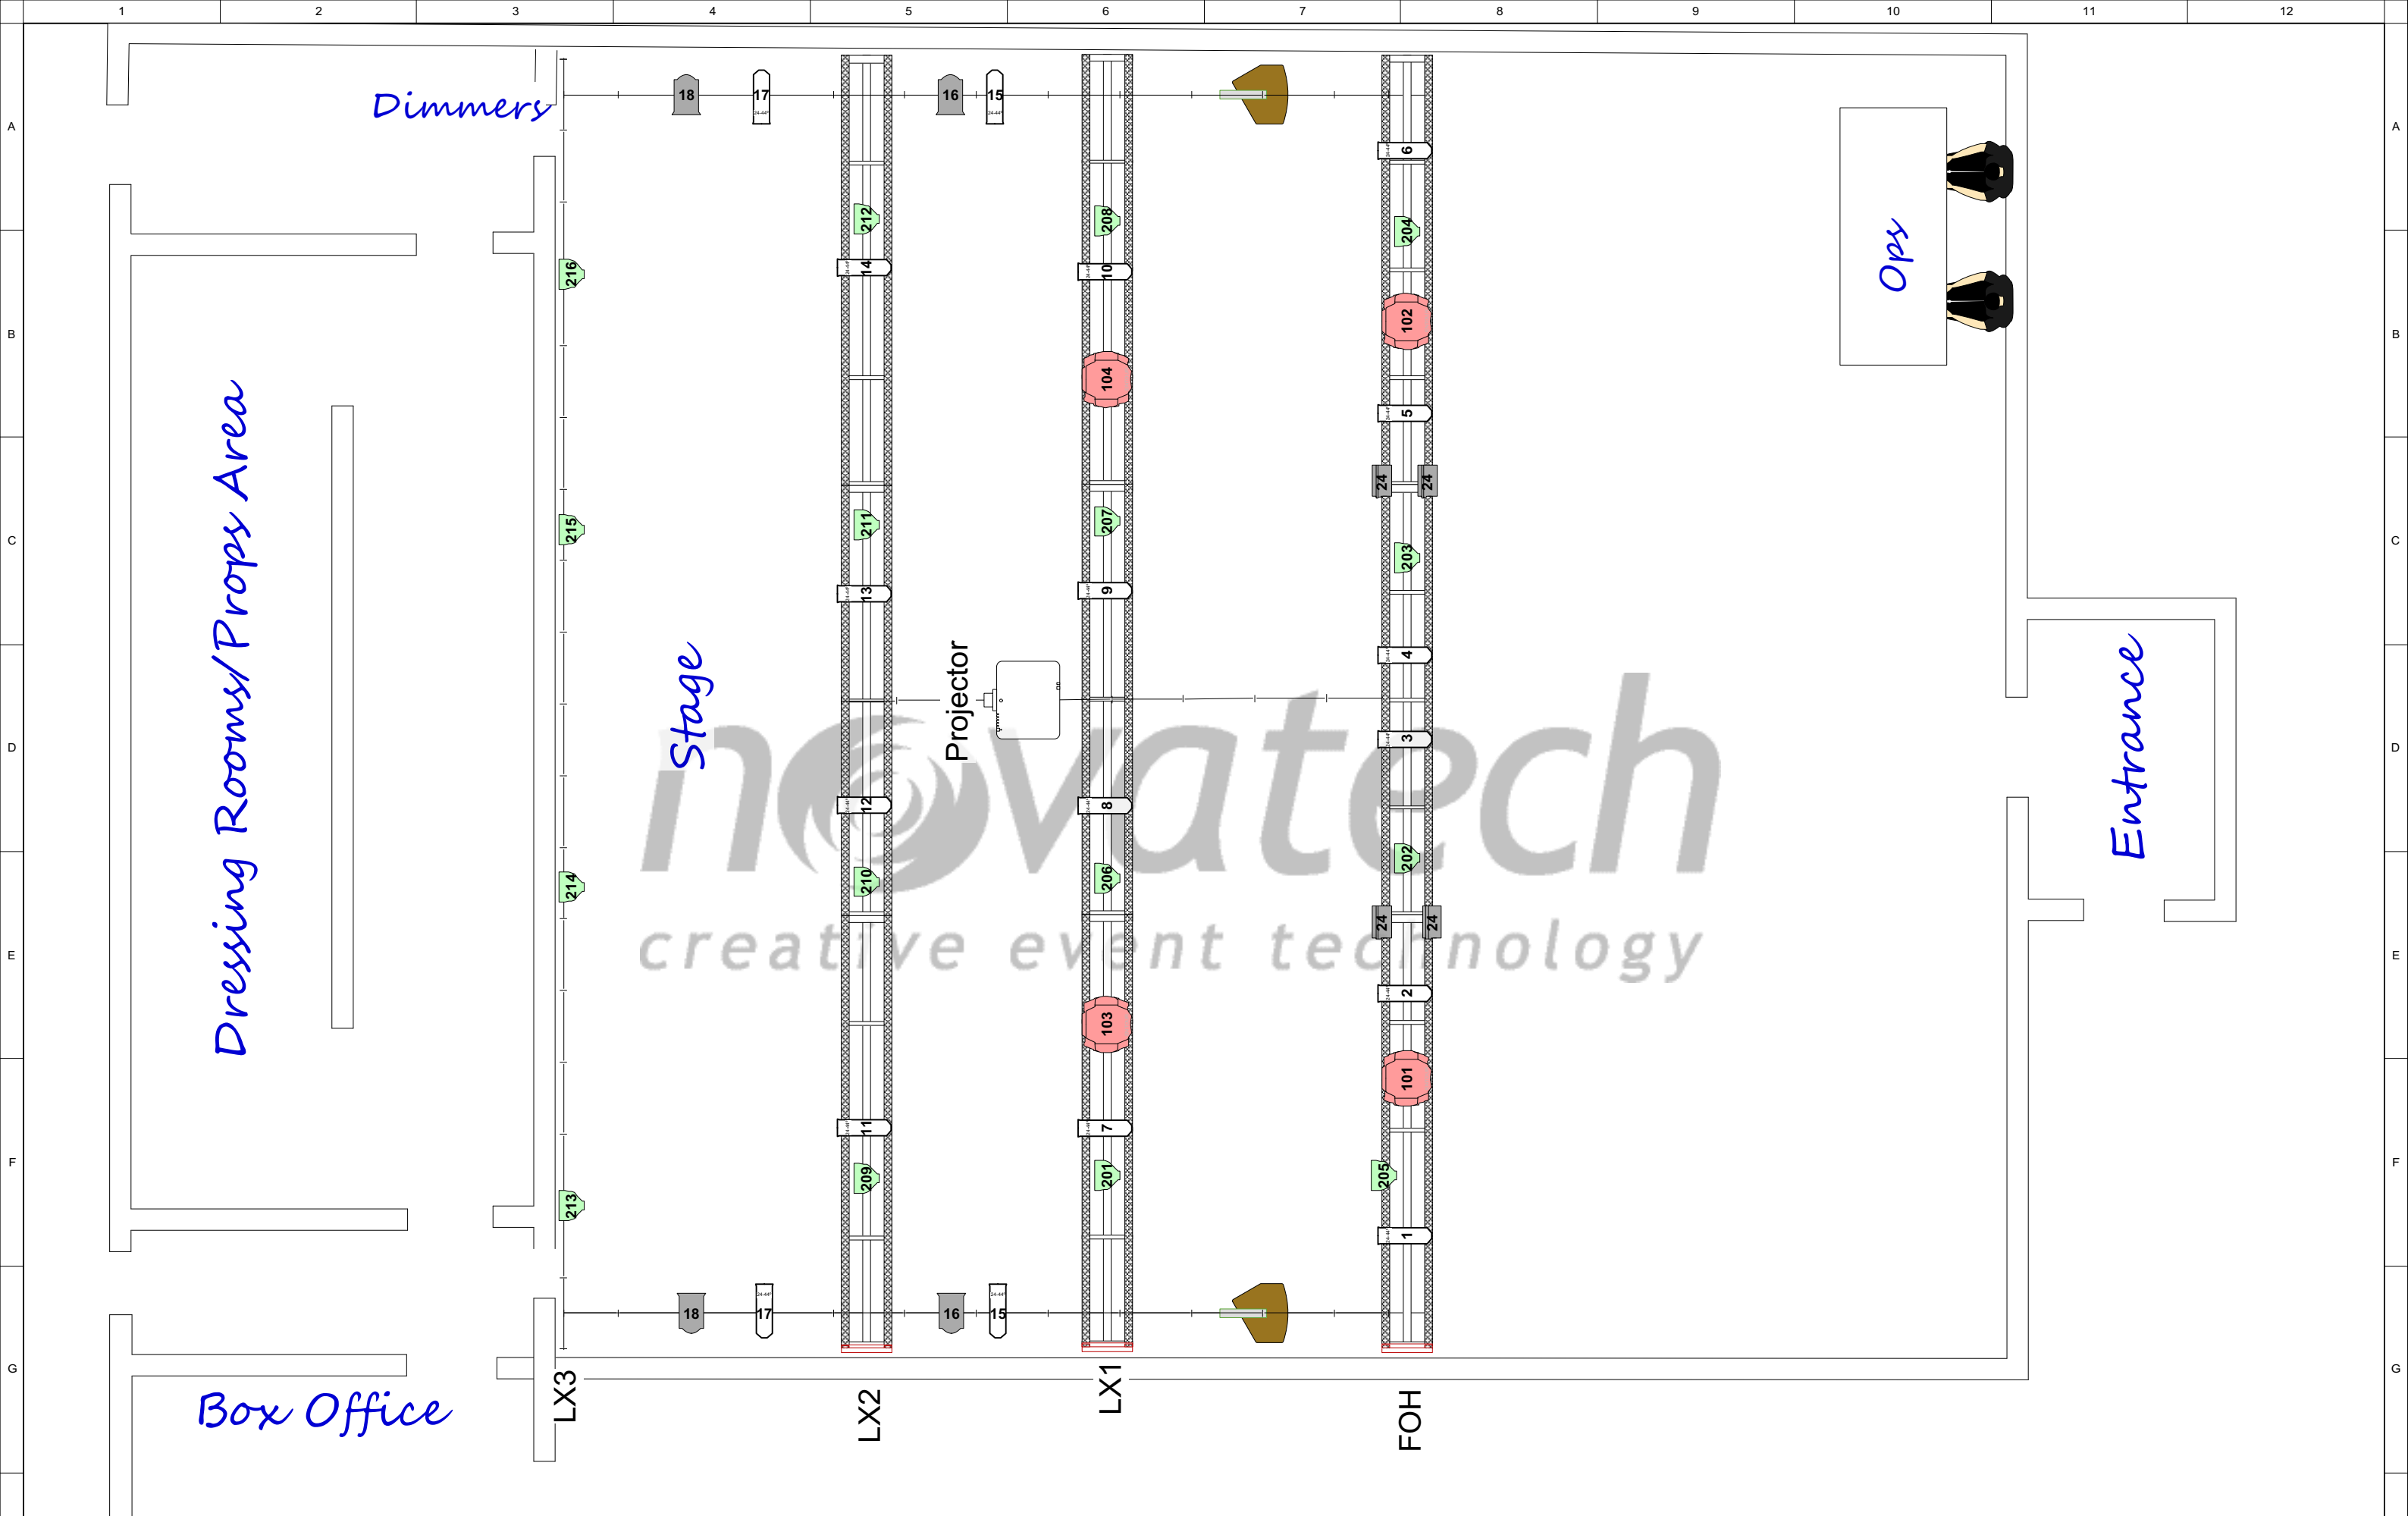 1 2 3 4 5 6 7 8 9 10 11 12
A A
B B
C C
D D
E E
F F
G G
Dimmers
Dressing Rooms/Props Area
Box Office
Stage
Projector
Ops
Entrance
novatech
creative event technology
18 17 16 15
216
215
214
213
LX3
212
14
211
13
12
210
11
209
LX2
208
10
104
207
9
8
206
103
7
201
LX1
6
204
102
5
24 24
203
4
3
202
24 24
2
101
205
1
FOH
18 17 16 15